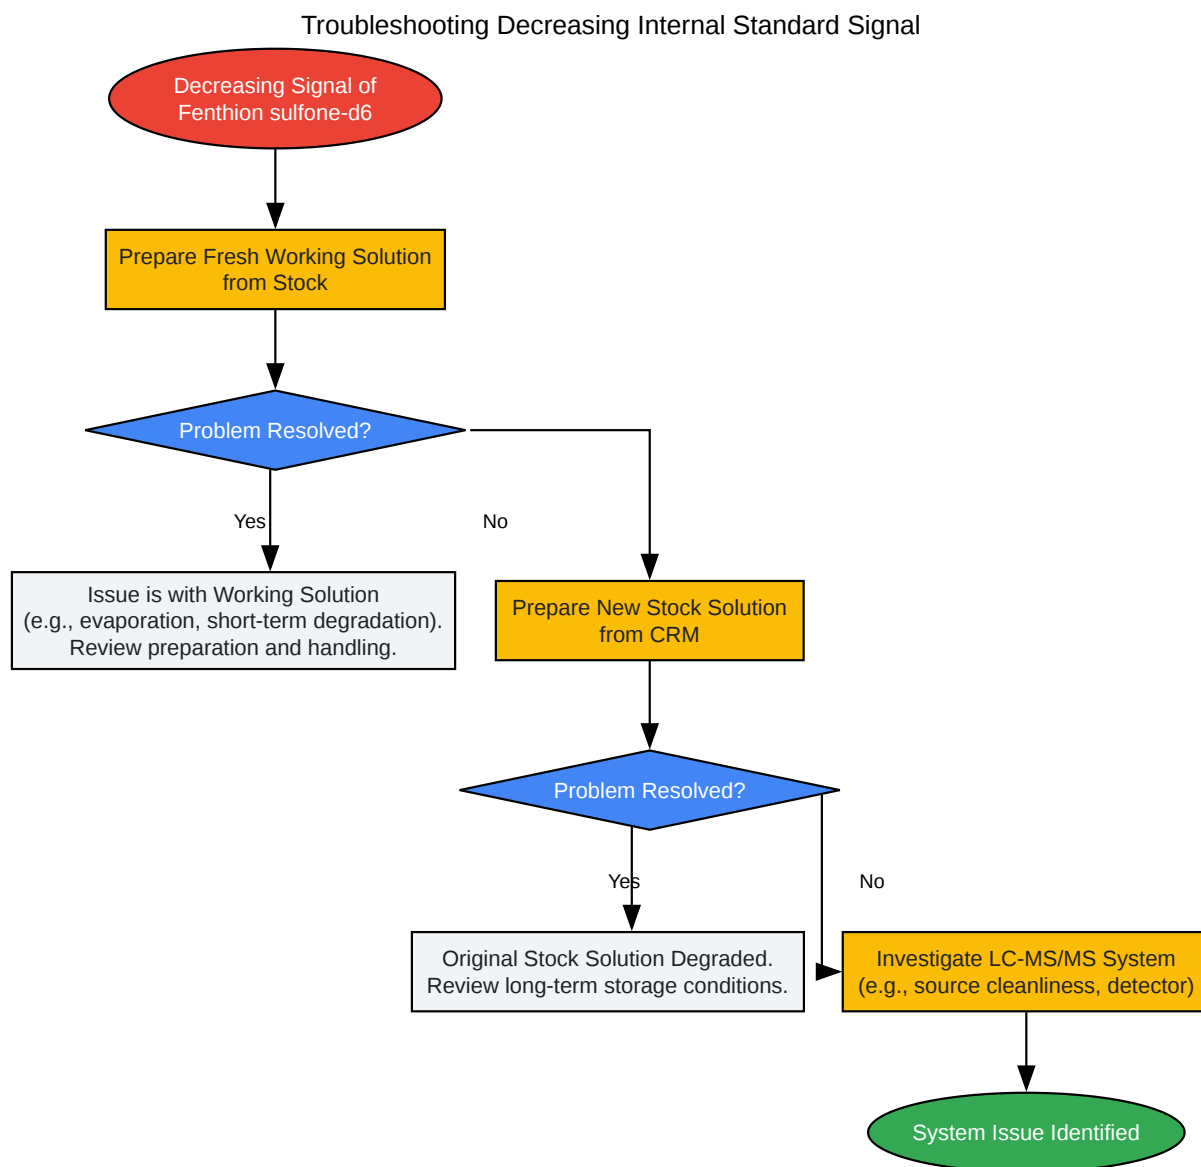 Troubleshooting Decreasing Internal Standard Signal
Decreasing Signal of
Fenthion sulfone-d6
Prepare Fresh Working Solution
from Stock
Problem Resolved?
Yes
No
Issue is with Working Solution
(e.g., evaporation, short-term degradation).
Review preparation and handling.
Prepare New Stock Solution
from CRM
Problem Resolved?
Yes
No
Original Stock Solution Degraded.
Review long-term storage conditions.
Investigate LC-MS/MS System
(e.g., source cleanliness, detector)
System Issue Identified